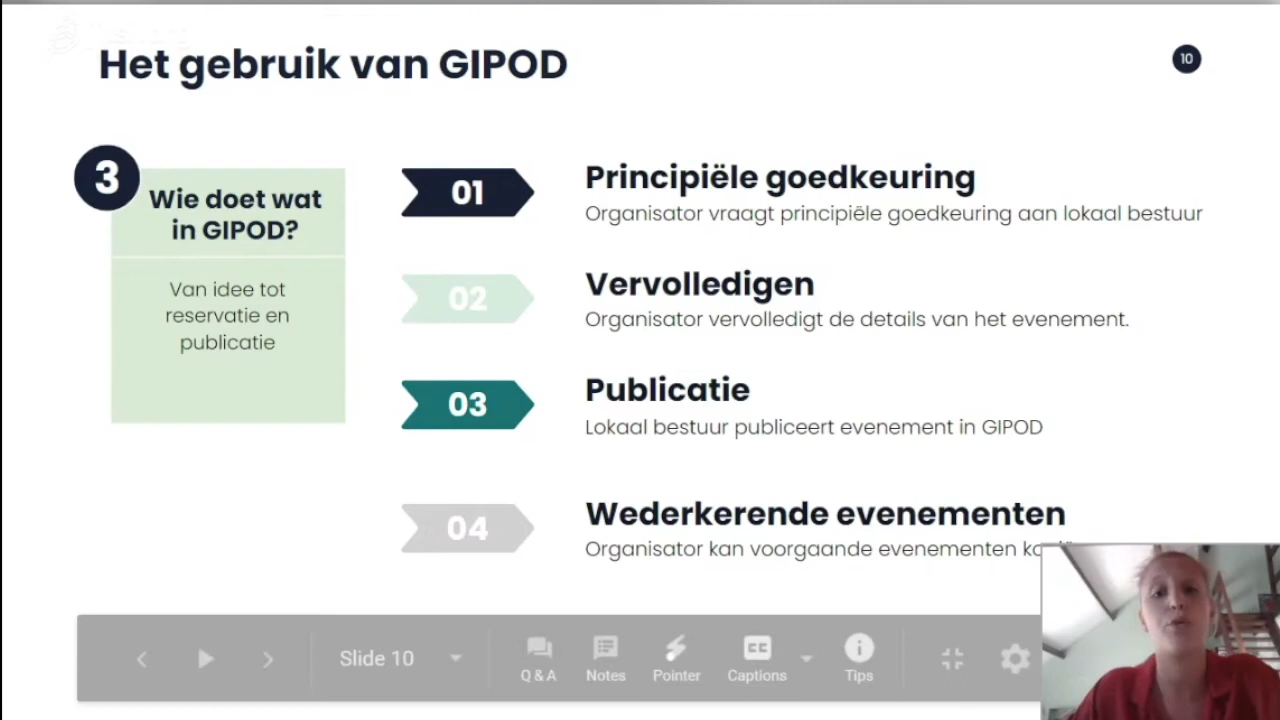 Het gebruik van GIPOD
10
3
Wie doet wat
in GIPOD?
Van idee tot
reservatie en
publicatie
01
Principiële goedkeuring
Organisator vraagt principiële goedkeuring aan lokaal bestuur
02
Vervolledigen
Organisator vervolledigt de details van het evenement.
03
Publicatie
Lokaal bestuur publiceert evenement in GIPOD
04
Wederkerende evenementen
Organisator kan voorgaande evenementen
Slide 10
Q & A
Notes
Pointer
CC
Captions
Tips